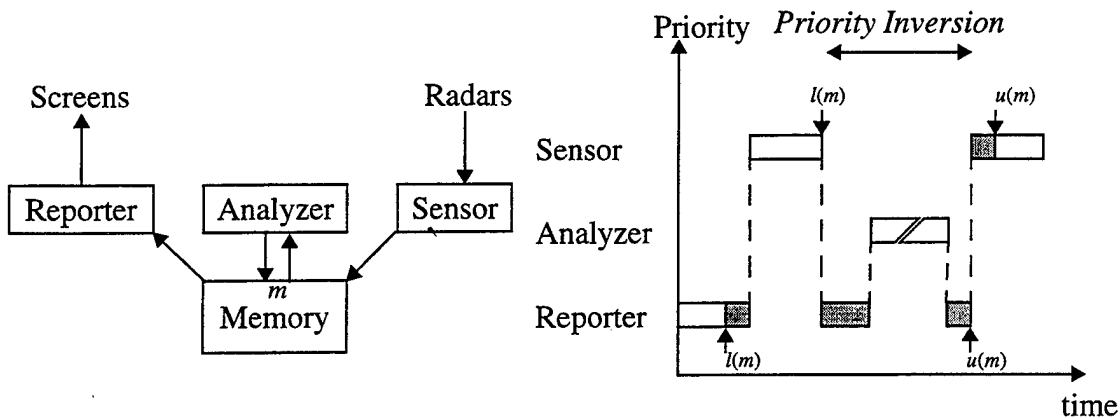 Screens
Radars
Reporter
Analyzer
Sensor
m
Memory
Priority
Priority Inversion
l(m)
u(m)
Sensor
Analyzer
Reporter
l(m)
u(m)
time